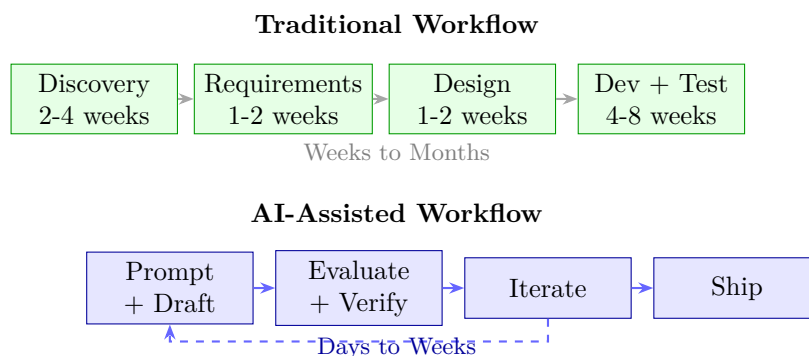 Traditional Workflow
Discovery
2-4 weeks
Requirements
1-2 weeks
Design
1-2 weeks
Dev + Test
4-8 weeks
Weeks to Months
AI-Assisted Workflow
Prompt
+ Draft
Evaluate
+ Verify
Iterate
Ship
Days to Weeks